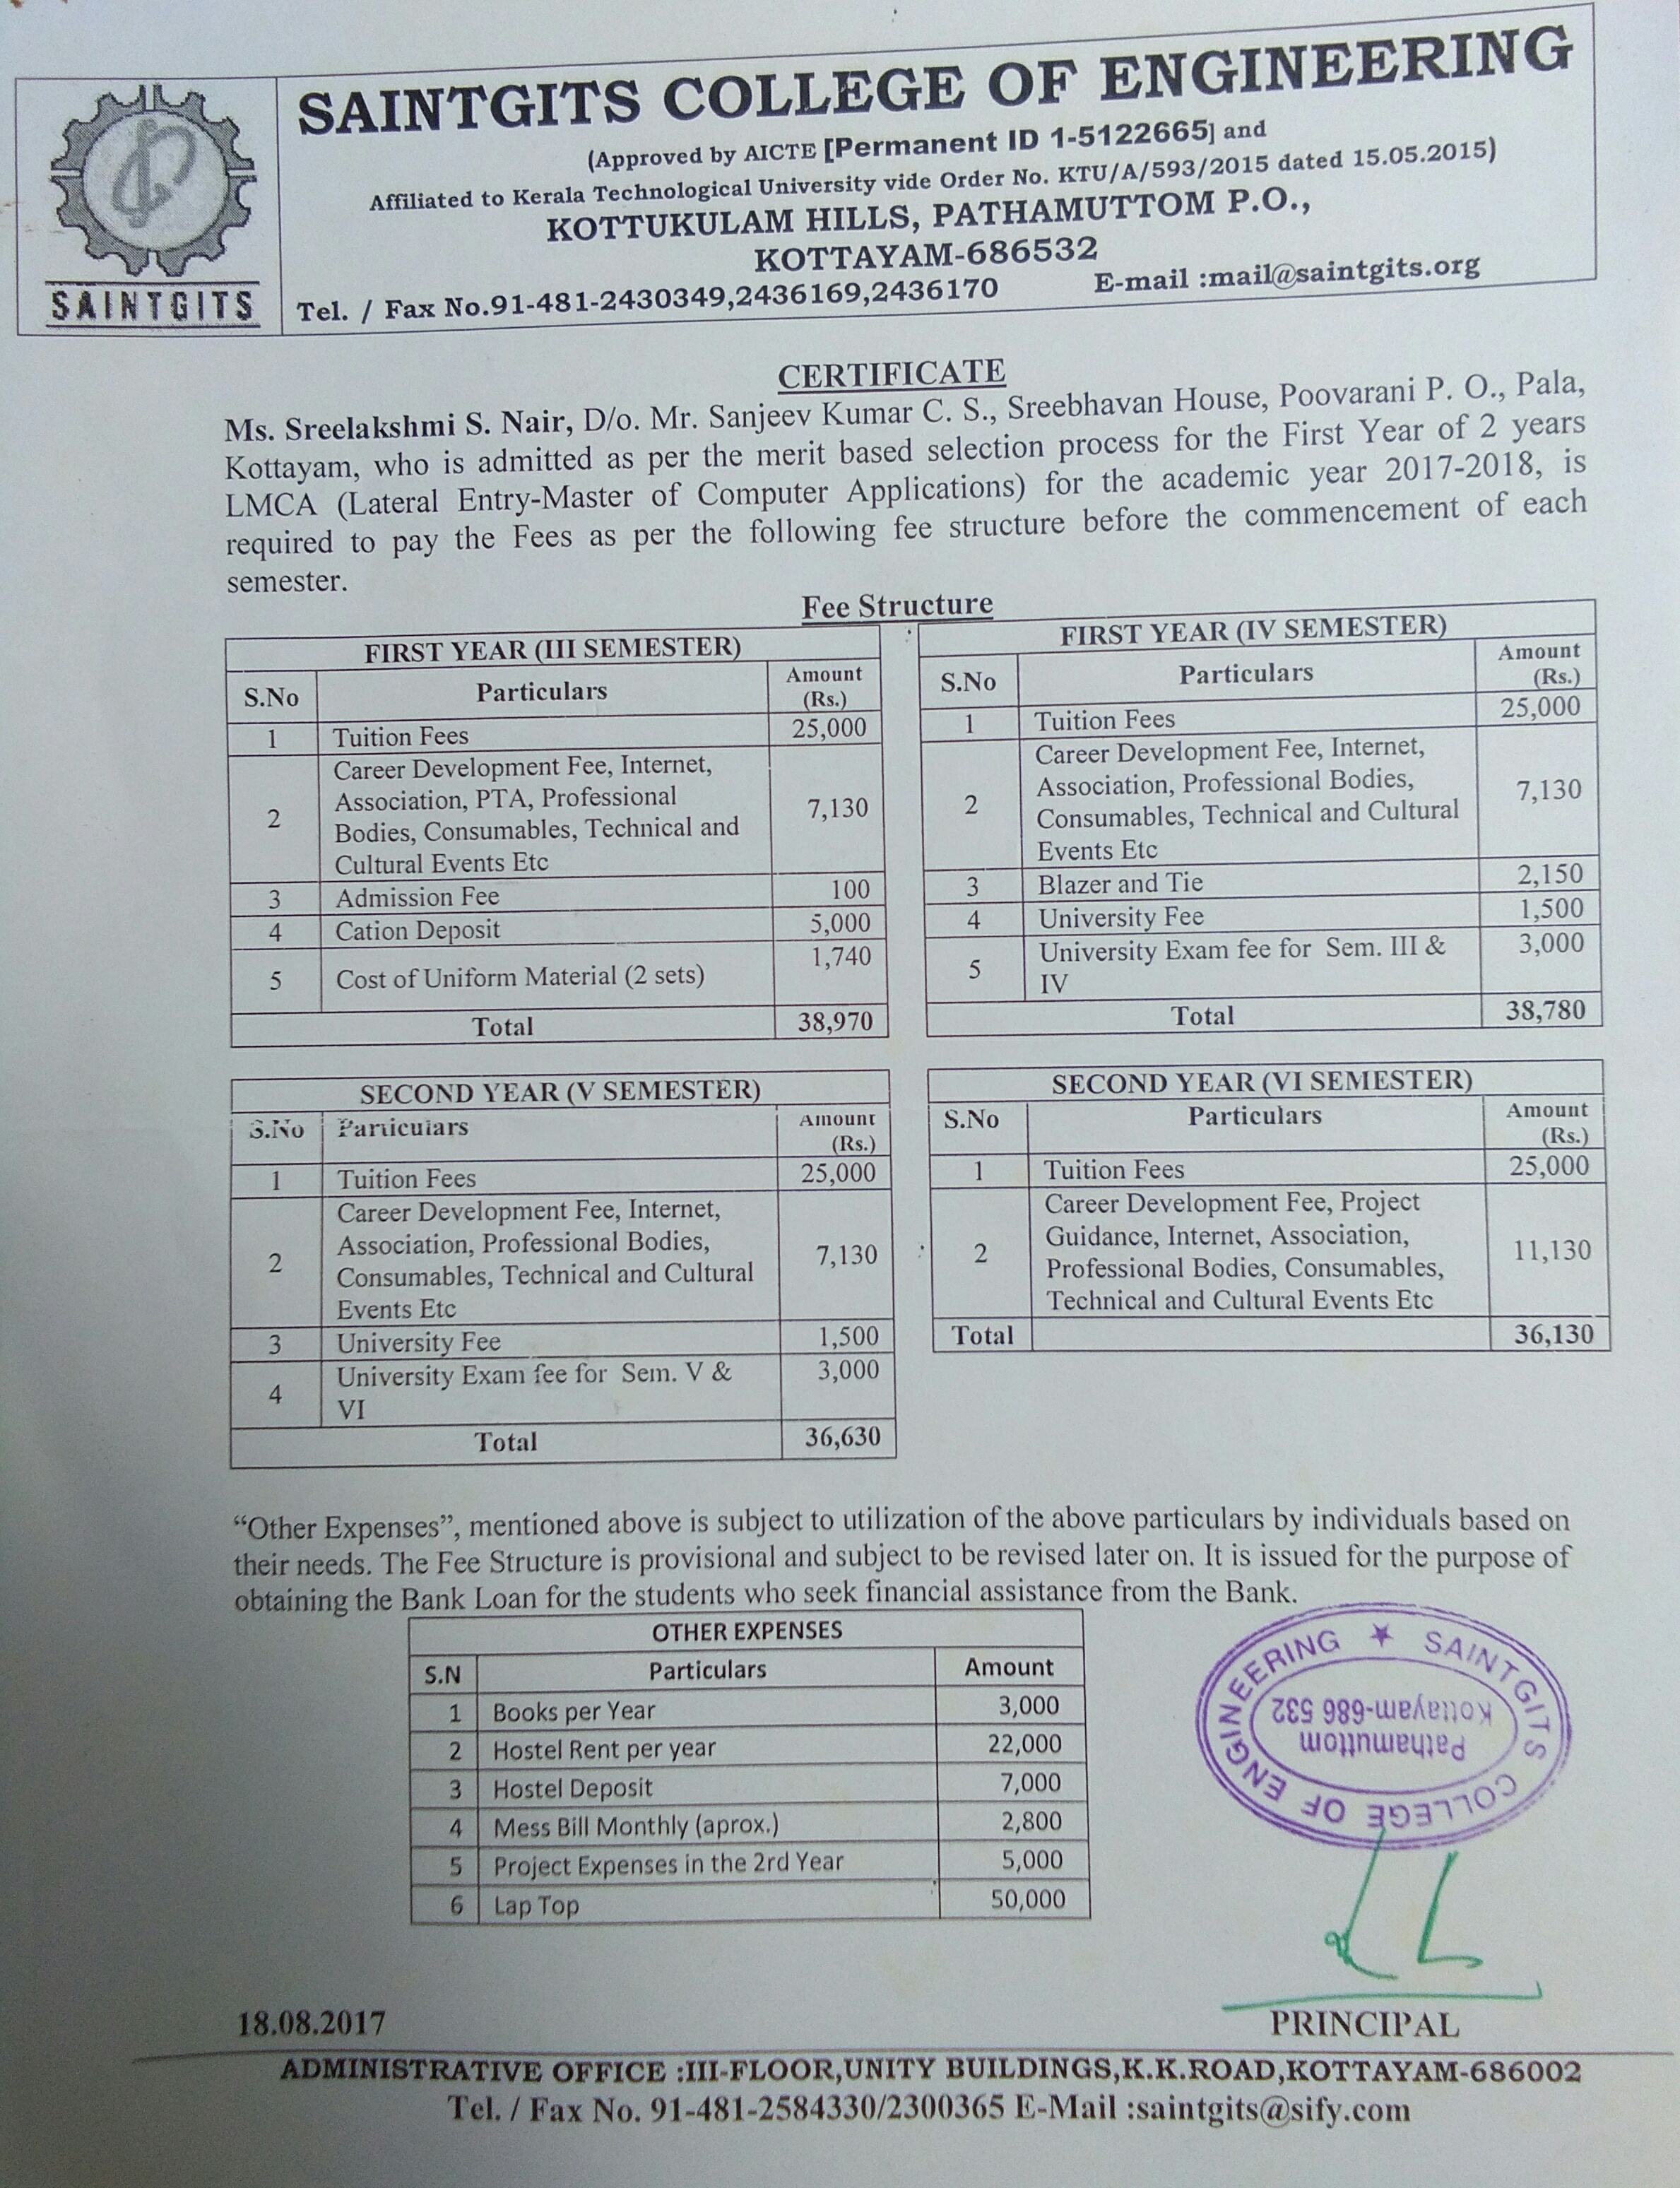 SAINTGITS
SAINTGITS COLLEGE OF ENGINEERING
(Approved by AICTE [Permanent ID 1-5122665] and
Affiliated to Kerala Technological University vide Order No. KTU/A/593/2015 dated 15.05.2015)
KOTTUKULAM HILLS, PATHAMUTTOM P.O.,
KOTTAYAM-686532
Tel. / Fax No.91-481-2430349,2436169,2436170 E-mail :mail@saintgits.org
CERTIFICATE
Ms. Sreelakshmi S. Nair, D/o. Mr. Sanjeev Kumar C. S., Sreebhavan House, Poovarani P. O., Pala,
Kottayam, who is admitted as per the merit based selection process for the First Year of 2 years
LMCA (Lateral Entry-Master of Computer Applications) for the academic year 2017-2018, is
required to pay the Fees as per the following fee structure before the commencement of each
semester.
Fee Structure
FIRST YEAR (III SEMESTER)
S.No Particulars Amount
(Rs.)
1 Tuition Fees 25,000
Career Development Fee, Internet,
Association, PTA, Professional
2 7,130
Bodies, Consumables, Technical and
Cultural Events Etc
3 Admission Fee 100
4 Cation Deposit 5,000
5 Cost of Uniform Material (2 sets) 1,740
Total 38,970
FIRST YEAR (IV SEMESTER)
S.No Particulars Amount
(Rs.)
1 Tuition Fees 25,000
Career Development Fee, Internet,
Association, Professional Bodies,
2 7,130
Consumables, Technical and Cultural
Events Etc
3 Blazer and Tie 2,150
4 University Fee 1,500
5 University Exam fee for Sem. III & 3,000
IV
Total 38,780
SECOND YEAR (V SEMESTER)
S.No Particulars Amount
(Rs.)
1 Tuition Fees 25,000
Career Development Fee, Internet,
Association, Professional Bodies,
2 7,130
Consumables, Technical and Cultural
Events Etc
3 University Fee 1,500
4 University Exam fee for Sem. V & 3,000
VI
Total 36,630
SECOND YEAR (VI SEMESTER)
S.No Particulars Amount
(Rs.)
1 Tuition Fees 25,000
Career Development Fee, Project
Guidance, Internet, Association,
2 11,130
Professional Bodies, Consumables,
Technical and Cultural Events Etc
Total 36,130
“Other Expenses”, mentioned above is subject to utilization of the above particulars by individuals based on
their needs. The Fee Structure is provisional and subject to be revised later on. It is issued for the purpose of
obtaining the Bank Loan for the students who seek financial assistance from the Bank.
OTHER EXPENSES
S.N Particulars Amount
1 Books per Year 3,000
2 Hostel Rent per year 22,000
3 Hostel Deposit 7,000
4 Mess Bill Monthly (aprox.) 2,800
5 Project Expenses in the 2rd Year 5,000
6 Lap Top 50,000
SAINTGITS COLLEGE OF ENGINEERING
Pathamuttom
Kottayam-686 532
18.08.2017 PRINCIPAL
ADMINISTRATIVE OFFICE :III-FLOOR,UNITY BUILDINGS,K.K.ROAD,KOTTAYAM-686002
Tel. / Fax No. 91-481-2584330/2300365 E-Mail :saintgits@sify.com